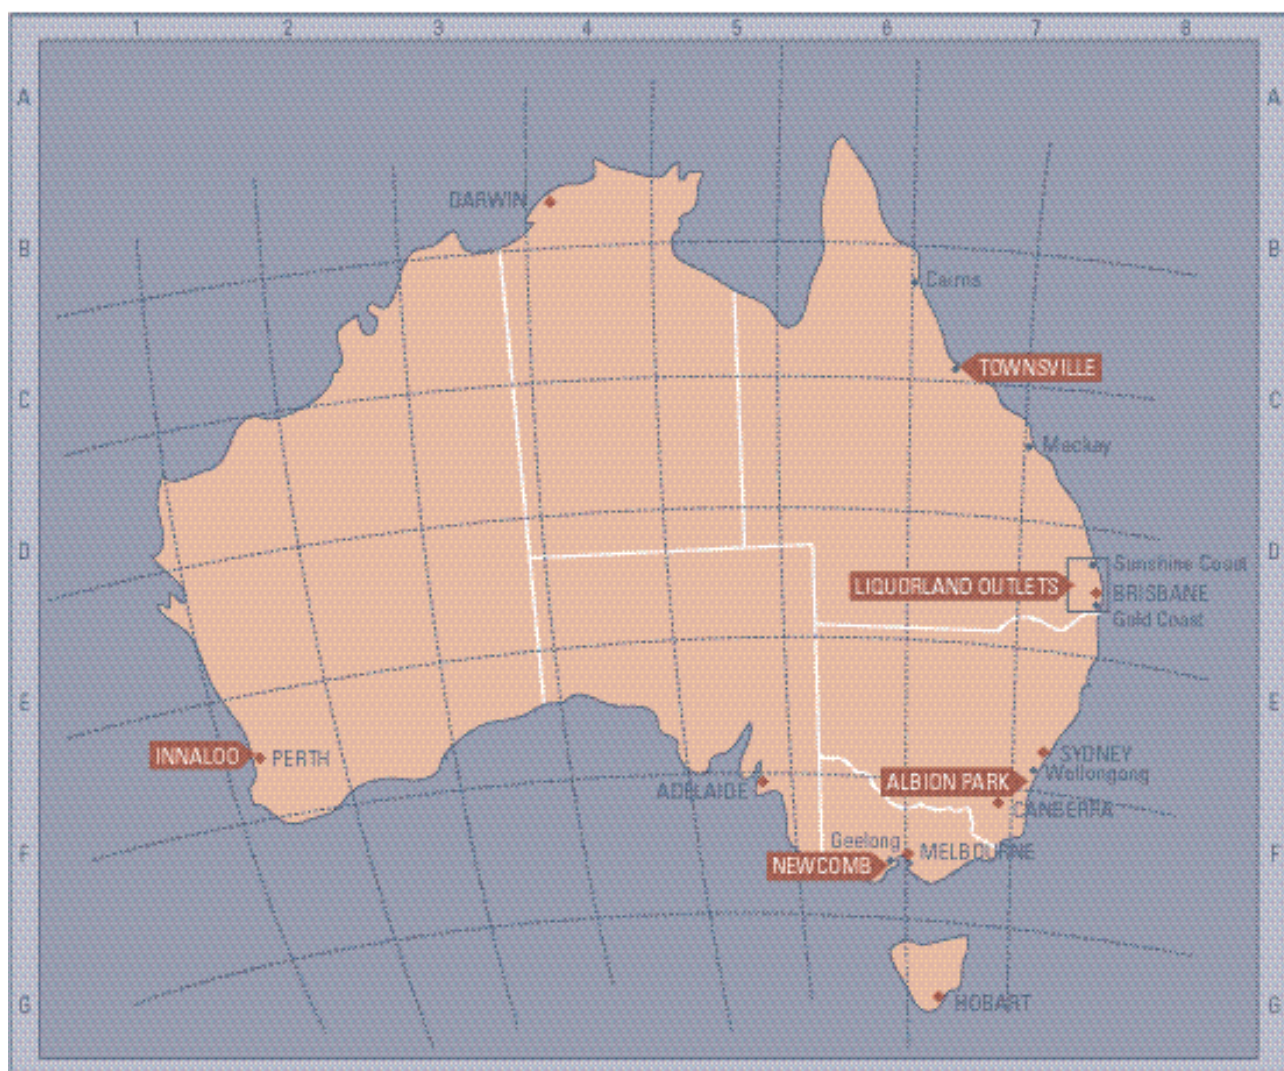 1 2 3 4 5 6 7 8
A A
DARWIN
B B
Cairns
TOWNSVILLE
C C
Mackay
D D
Sunshine Coast
LIQUORLAND OUTLETS
BRISBANE
Gold Coast
E E
INNALOO
PERTH
SYDNEY
Wollongong
ALBION PARK
ADELAIDE
CANBERRA
Geelong
MELBOURNE
F F
NEWCOMB
HOBART
G G